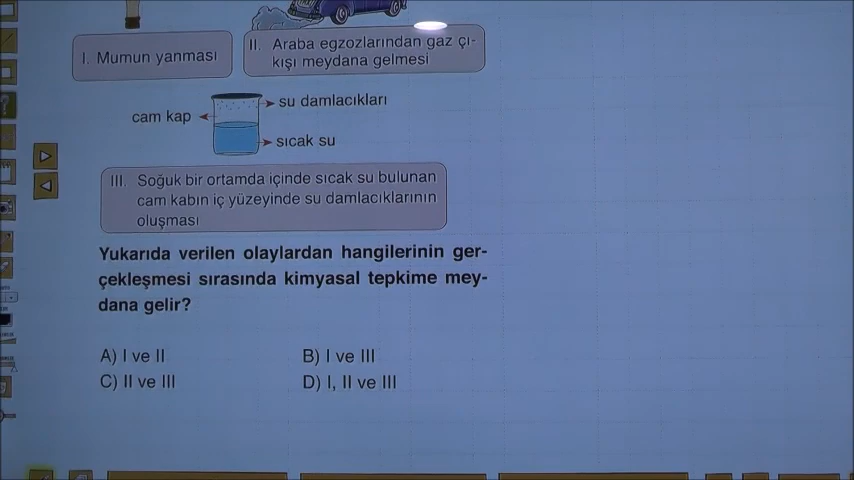 I. Mumun yanması
II. Araba egzozlarından gaz çı-
kışı meydana gelmesi
su damlacıkları
cam kap
sıcak su
III. Soğuk bir ortamda içinde sıcak su bulunan
cam kabın iç yüzeyinde su damlacıklarının
oluşması
Yukarıda verilen olaylardan hangilerinin ger-
çekleşmesi sırasında kimyasal tepkime mey-
dana gelir?
A) I ve II
B) I ve III
C) II ve III
D) I, II ve III